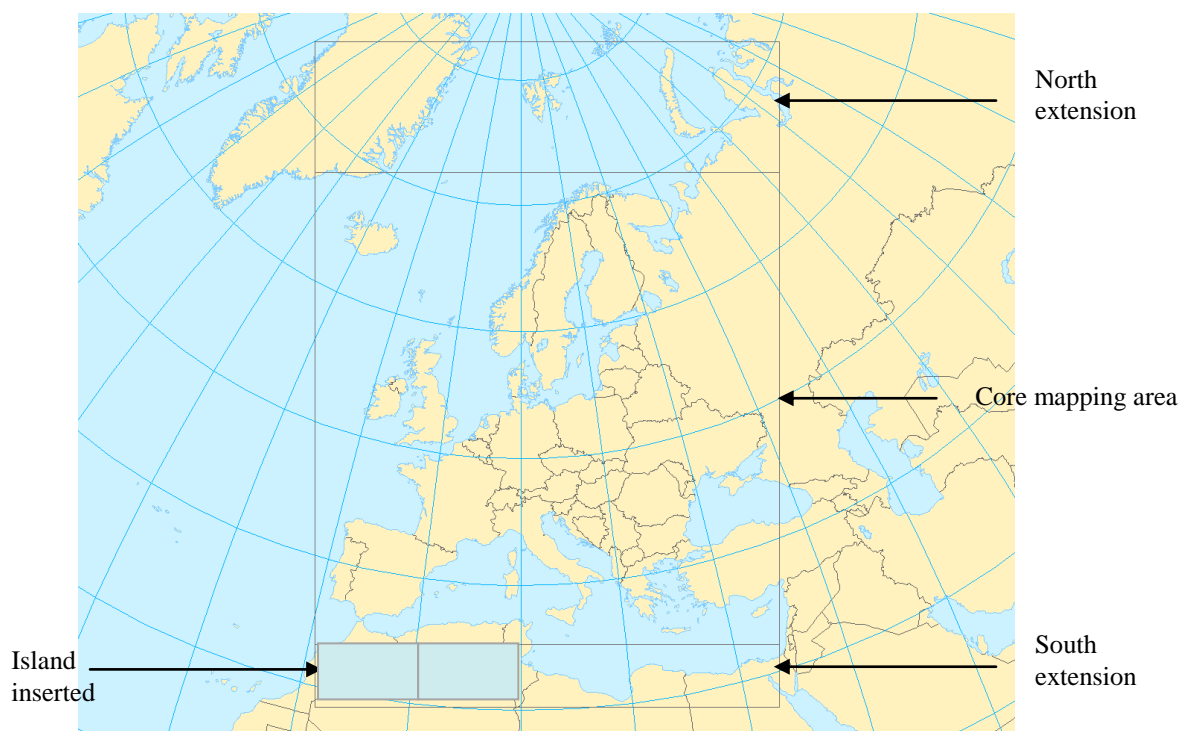 North
extension
Core mapping area
Island
inserted
South
extension